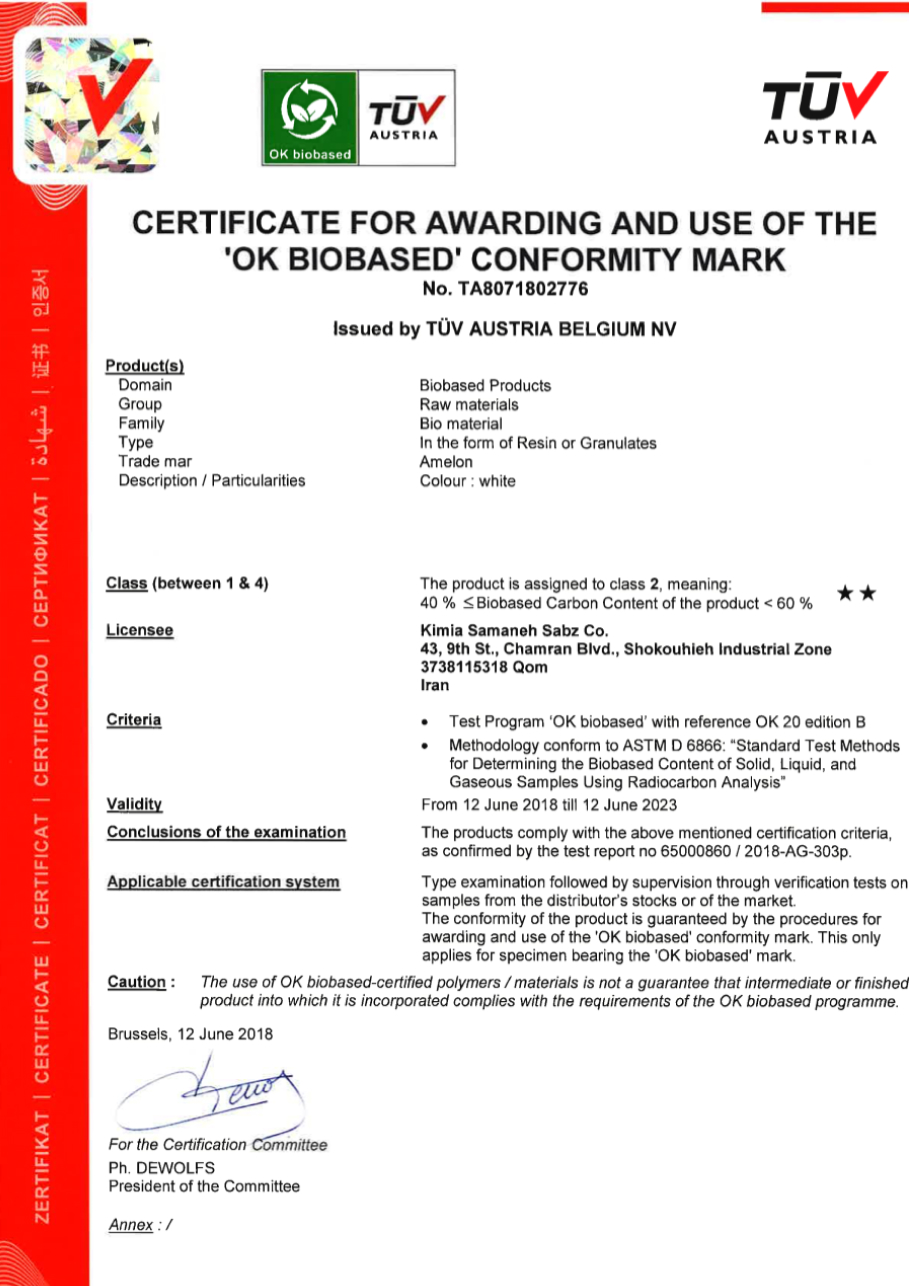 OK biobased
TÜV
AUSTRIA
TÜV
AUSTRIA
CERTIFICATE FOR AWARDING AND USE OF THE
'OK BIOBASED' CONFORMITY MARK
No. TA8071802776
Issued by TÜV AUSTRIA BELGIUM NV
Product(s)
Domain Biobased Products
Group Raw materials
Family Bio material
Type In the form of Resin or Granulates
Trade mar Amelon
Description / Particularities Colour : white
Class (between 1 & 4) The product is assigned to class 2, meaning:
40 % ≤Biobased Carbon Content of the product < 60 % ★★
Licensee Kimia Samaneh Sabz Co.
43, 9th St., Chamran Blvd., Shokouhieh Industrial Zone
3738115318 Qom
Iran
Criteria • Test Program ‘OK biobased’ with reference OK 20 edition B
• Methodology conform to ASTM D 6866: “Standard Test Methods
for Determining the Biobased Content of Solid, Liquid, and
Gaseous Samples Using Radiocarbon Analysis”
Validity From 12 June 2018 till 12 June 2023
Conclusions of the examination The products comply with the above mentioned certification criteria,
as confirmed by the test report no 65000860 / 2018-AG-303p.
Applicable certification system Type examination followed by supervision through verification tests on
samples from the distributor's stocks or of the market.
The conformity of the product is guaranteed by the procedures for
awarding and use of the 'OK biobased' conformity mark. This only
applies for specimen bearing the 'OK biobased' mark.
Caution : The use of OK biobased-certified polymers / materials is not a guarantee that intermediate or finished
product into which it is incorporated complies with the requirements of the OK biobased programme.
Brussels, 12 June 2018
For the Certification Committee
Ph. DEWOLFS
President of the Committee
Annex : /
ZERTIFIKAT | CERTIFICATE | CERTIFICAT | CERTIFICADO | СЕРТИФИКАТ | شهادة | 证书 | 인증서